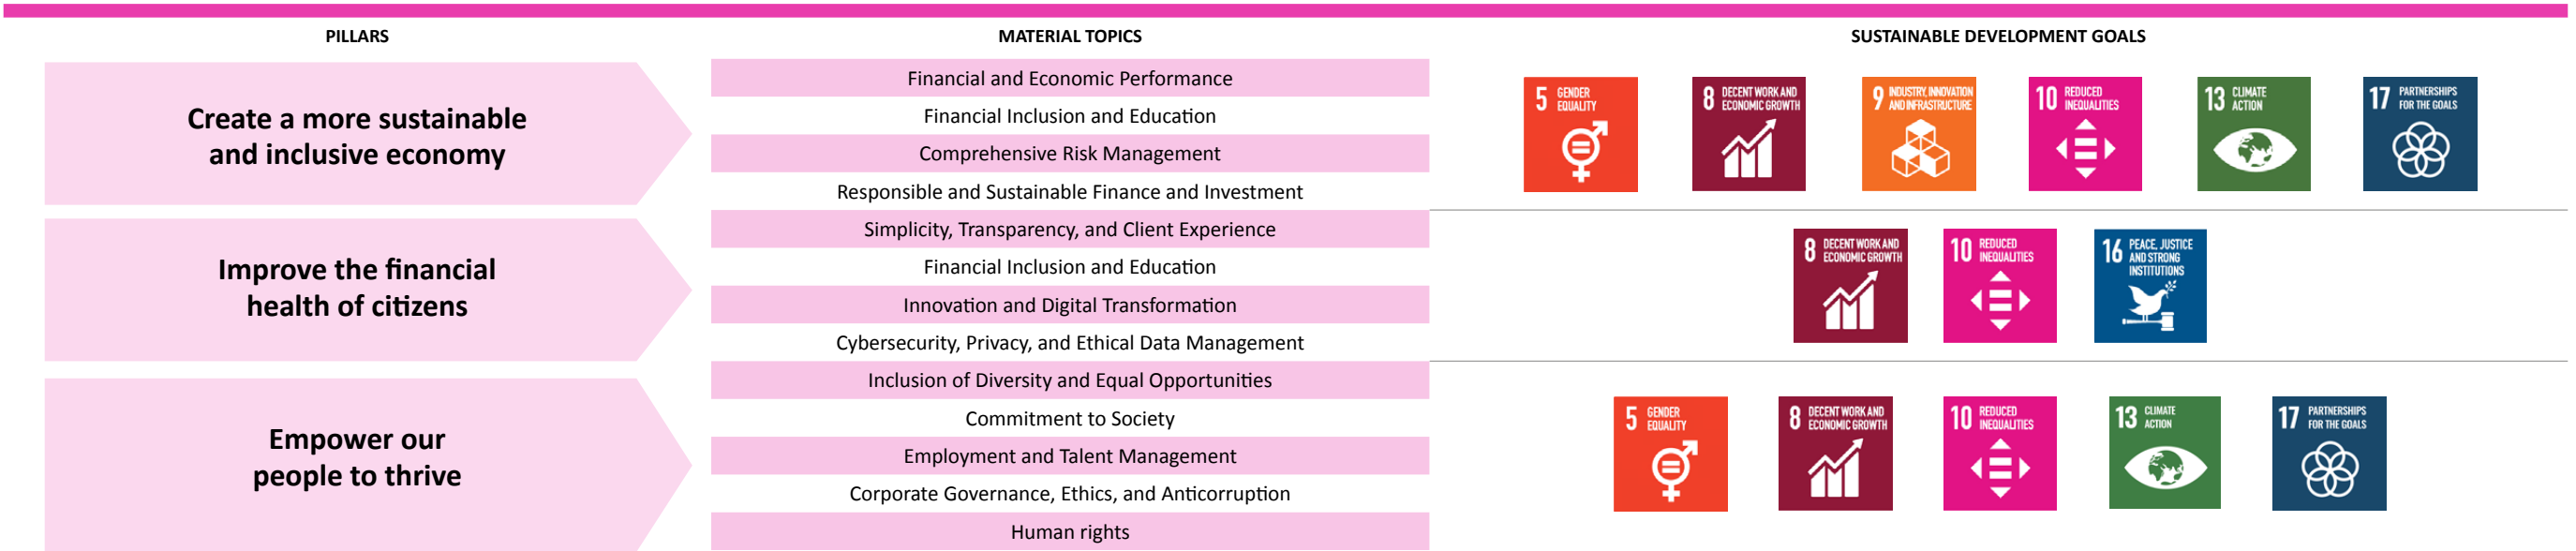 PILLARS
MATERIAL TOPICS
SUSTAINABLE DEVELOPMENT GOALS
Create a more sustainable
and inclusive economy
Financial and Economic Performance
Financial Inclusion and Education
Comprehensive Risk Management
Responsible and Sustainable Finance and Investment
5 GENDER
EQUALITY
8 DECENT WORK AND
ECONOMIC GROWTH
9 INDUSTRY, INNOVATION
AND INFRASTRUCTURE
10 REDUCED
INEQUALITIES
13 CLIMATE
ACTION
17 PARTNERSHIPS
FOR THE GOALS
Improve the financial
health of citizens
Simplicity, Transparency, and Client Experience
Financial Inclusion and Education
Innovation and Digital Transformation
Cybersecurity, Privacy, and Ethical Data Management
8 DECENT WORK AND
ECONOMIC GROWTH
10 REDUCED
INEQUALITIES
16 PEACE, JUSTICE
AND STRONG
INSTITUTIONS
Empower our
people to thrive
Inclusion of Diversity and Equal Opportunities
Commitment to Society
Employment and Talent Management
Corporate Governance, Ethics, and Anticorruption
Human rights
5 GENDER
EQUALITY
8 DECENT WORK AND
ECONOMIC GROWTH
10 REDUCED
INEQUALITIES
13 CLIMATE
ACTION
17 PARTNERSHIPS
FOR THE GOALS